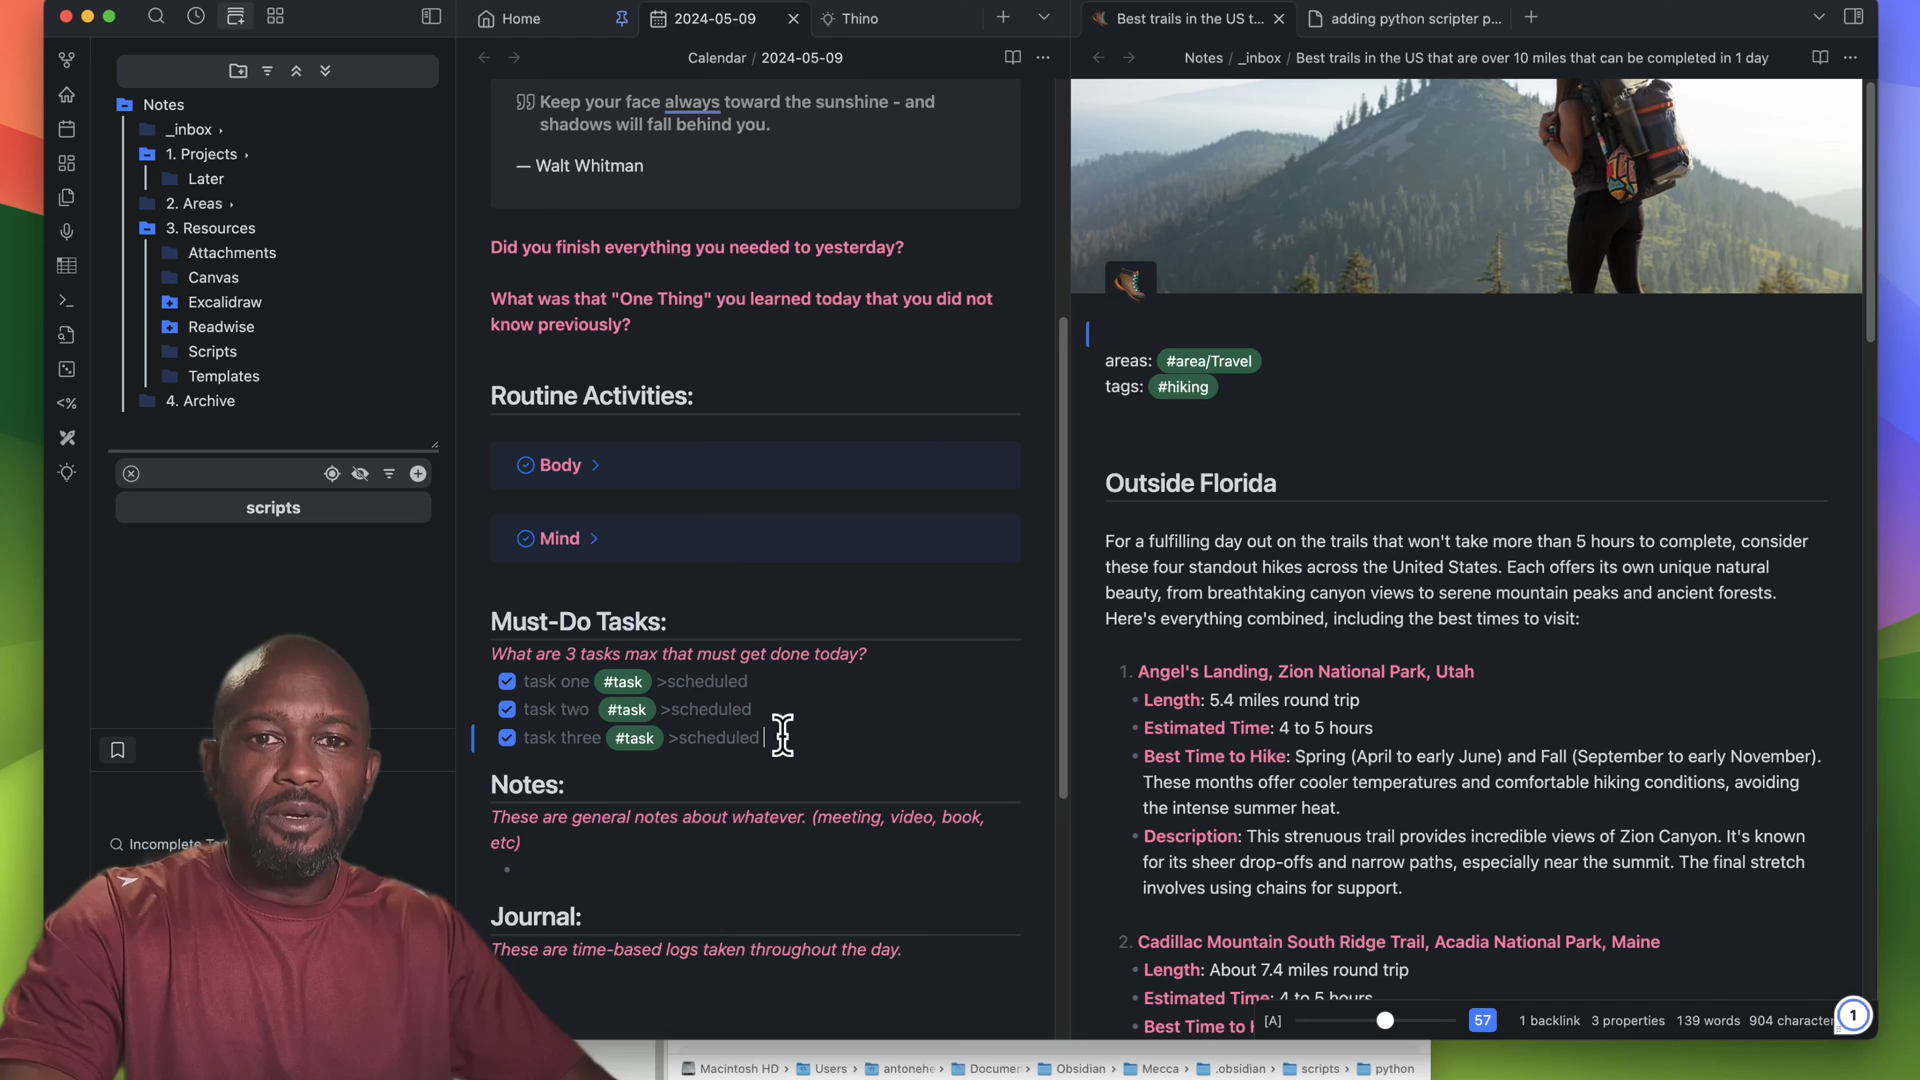 Home
2024-05-09
Thino
Best trails in the US t...
adding python scripter p...
Calendar / 2024-05-09
Notes / _inbox / Best trails in the US that are over 10 miles that can be completed in 1 day
Notes
_inbox
1. Projects
Later
2. Areas
3. Resources
Attachments
Canvas
Excalidraw
Readwise
Scripts
Templates
4. Archive
scripts
Incomplete
Keep your face always toward the sunshine - and
shadows will fall behind you.
— Walt Whitman
Did you finish everything you needed to yesterday?
What was that "One Thing" you learned today that you did not
know previously?
Routine Activities:
Body
Mind
Must-Do Tasks:
What are 3 tasks max that must get done today?
task one #task >scheduled
task two #task >scheduled
task three #task >scheduled
Notes:
These are general notes about whatever. (meeting, video, book,
etc)
Journal:
These are time-based logs taken throughout the day.
areas: #area/Travel
tags: #hiking
Outside Florida
For a fulfilling day out on the trails that won't take more than 5 hours to complete, consider
these four standout hikes across the United States. Each offers its own unique natural
beauty, from breathtaking canyon views to serene mountain peaks and ancient forests.
Here's everything combined, including the best times to visit:
1. Angel's Landing, Zion National Park, Utah
Length: 5.4 miles round trip
Estimated Time: 4 to 5 hours
Best Time to Hike: Spring (April to early June) and Fall (September to early November).
These months offer cooler temperatures and comfortable hiking conditions, avoiding
the intense summer heat.
Description: This strenuous trail provides incredible views of Zion Canyon. It's known
for its sheer drop-offs and narrow paths, especially near the summit. The final stretch
involves using chains for support.
2. Cadillac Mountain South Ridge Trail, Acadia National Park, Maine
Length: About 7.4 miles round trip
Estimated Time: 4 to 5 hours
Best Time to
[A] 57 1 backlink 3 properties 139 words 904 character 1
Macintosh HD › Users › antonehe › Documen › Obsidian › Mecca › .obsidian › scripts › python